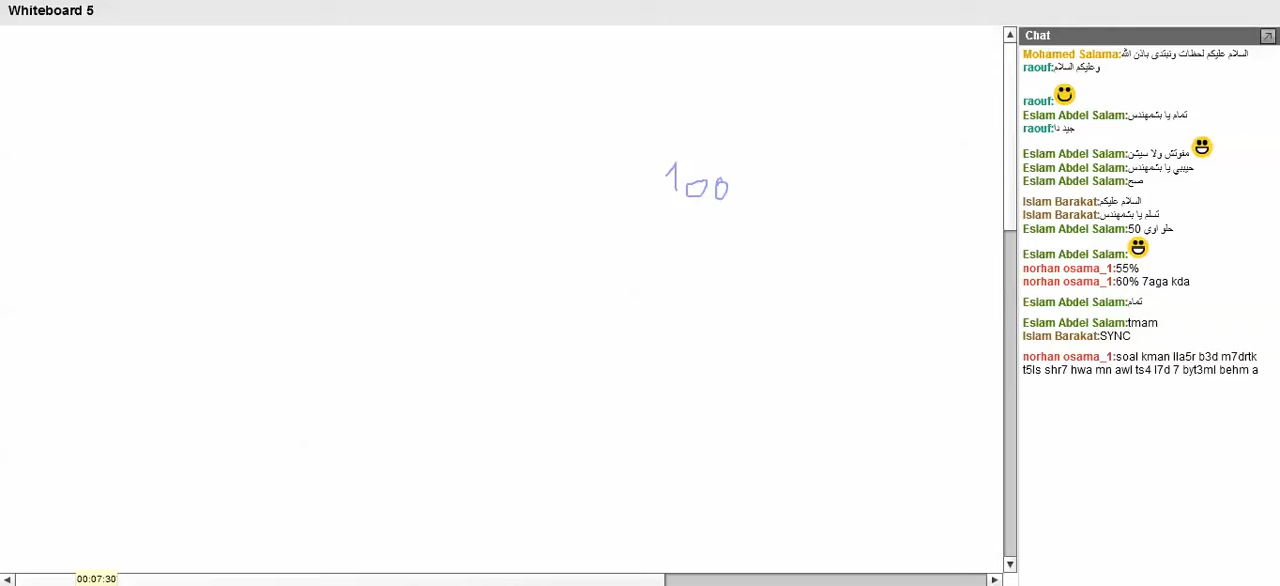 Whiteboard 5
100
Chat
Mohamed Salama:السلام عليكم لحظات ونبتدى باذن الله
raouf:وعليكم السلام
raouf:
Eslam Abdel Salam:تمام يا بشمهندس
raouf:جيد دا
Eslam Abdel Salam:مفوتش ولا سيشن
Eslam Abdel Salam:حبيبي يا بشمهندس
Eslam Abdel Salam:صح
Islam Barakat:السلام عليكم
Islam Barakat:تسلم يا بشمهندس
Eslam Abdel Salam:حلو اوي 50
Eslam Abdel Salam:
norhan osama_1:55%
norhan osama_1:60% 7aga kda
Eslam Abdel Salam:تمام
Eslam Abdel Salam:tmam
Islam Barakat:SYNC
norhan osama_1:soal kman lla5r b3d m7drtk
t5ls shr7 hwa mn awl ts4 l7d 7 byt3ml behm a
00:07:30